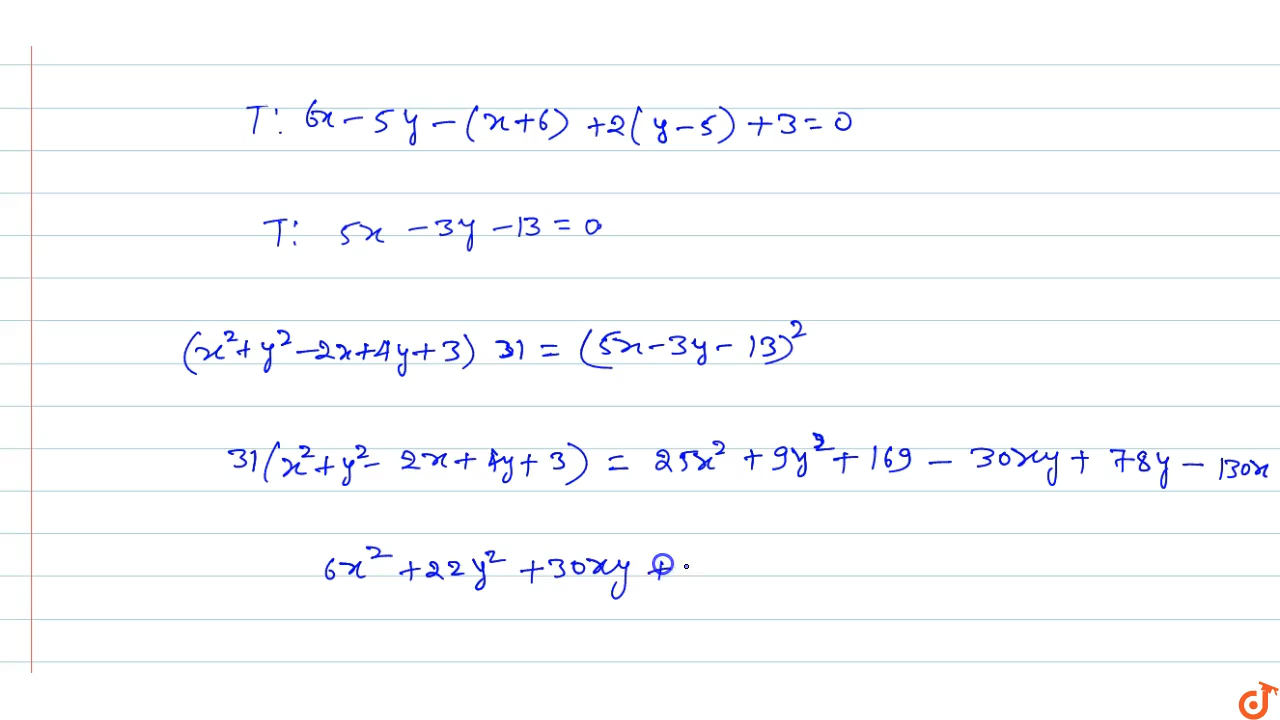 T: 6x - 5y - (x+6) + 2(y-5) + 3 = 0
T: 5x - 3y - 13 = 0
(x²+y²-2x+4y+3) 31 = (5x-3y-13)²
31(x²+y²-2x+4y+3) = 25x² + 9y² + 169 - 30xy + 78y - 130x
6x² + 22y² + 30xy +